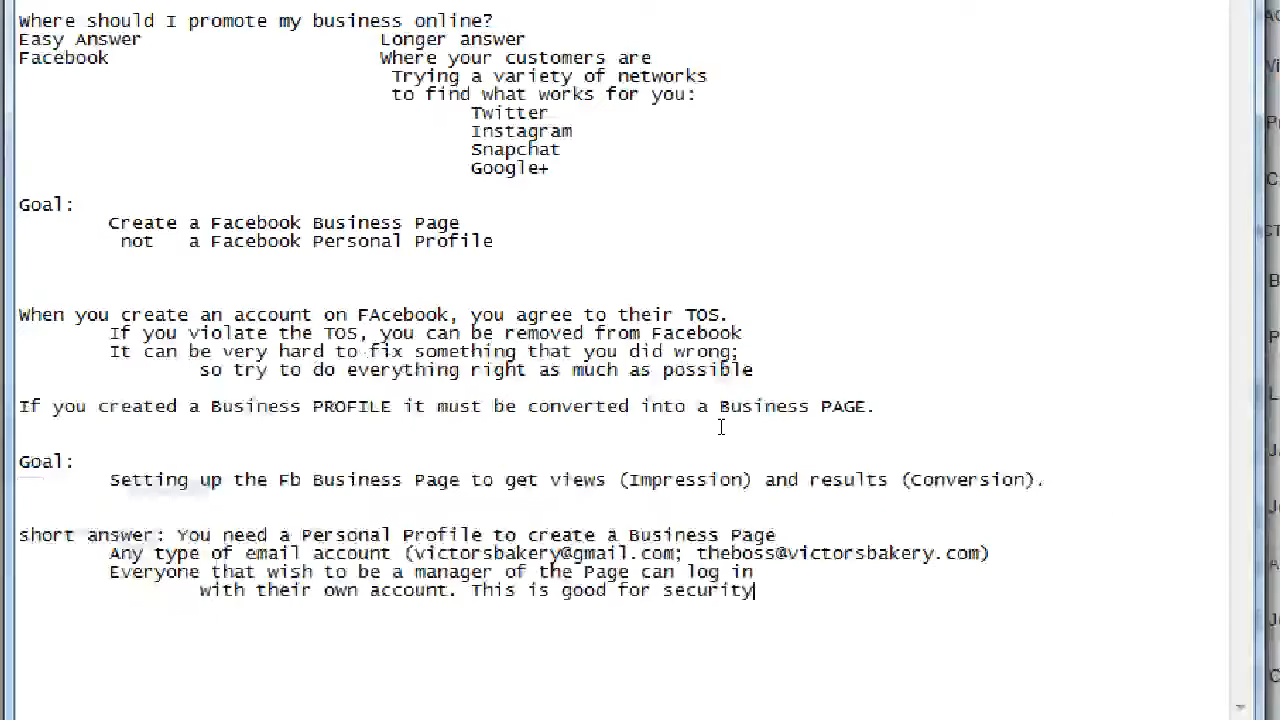 Where should I promote my business online?
Easy Answer Longer answer
Facebook Where your customers are
Trying a variety of networks
to find what works for you:
Twitter
Instagram
Snapchat
Google+
Goal:
Create a Facebook Business Page
not a Facebook Personal Profile
When you create an account on FAcebook, you agree to their TOS.
If you violate the TOS, you can be removed from Facebook
It can be very hard to fix something that you did wrong;
so try to do everything right as much as possible
If you created a Business PROFILE it must be converted into a Business PAGE.
Goal:
Setting up the Fb Business Page to get views (Impression) and results (Conversion).
short answer: You need a Personal Profile to create a Business Page
Any type of email account (victorsbakery@gmail.com; theboss@victorsbakery.com)
Everyone that wish to be a manager of the Page can log in
with their own account. This is good for security